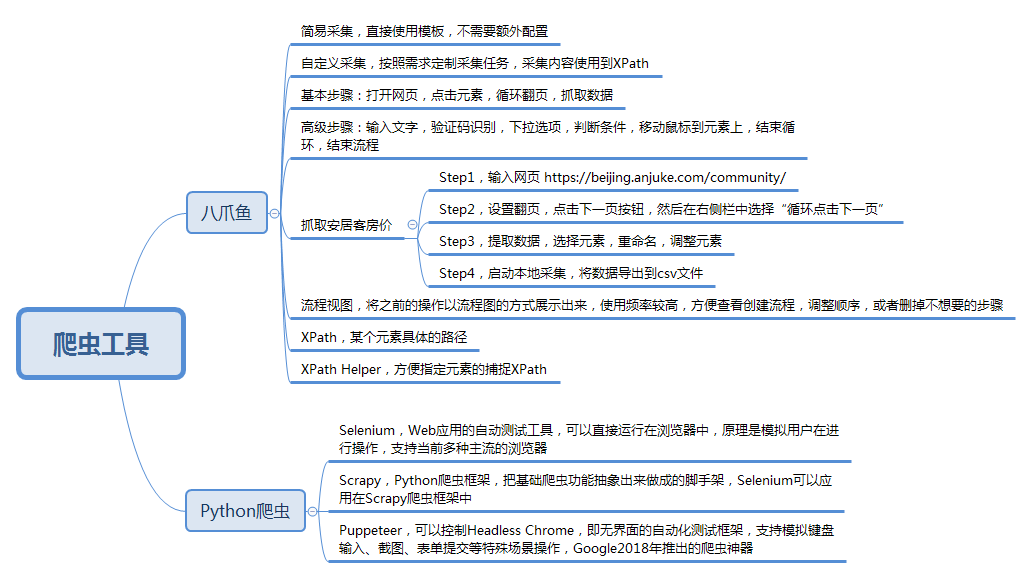 简易采集，直接使用模板，不需要额外配置
自定义采集，按照需求定制采集任务，采集内容使用到XPath
基本步骤：打开网页，点击元素，循环翻页，抓取数据
高级步骤：输入文字，验证码识别，下拉选项，判断条件，移动鼠标到元素上，结束循
环，结束流程
八爪鱼
抓取安居客房价
Step1，输入网页 https://beijing.anjuke.com/community/
Step2，设置翻页，点击下一页按钮，然后在右侧栏中选择“循环点击下一页”
Step3，提取数据，选择元素，重命名，调整元素
Step4，启动本地采集，将数据导出到csv文件
流程视图，将之前的操作以流程图的方式展示出来，使用频率较高，方便查看创建流程，调整顺序，或者删掉不想要的步骤
XPath，某个元素具体的路径
XPath Helper，方便指定元素的捕捉XPath
爬虫工具
Python爬虫
Selenium，Web应用的自动测试工具，可以直接运行在浏览器中，原理是模拟用户在进
行操作，支持当前多种主流的浏览器
Scrapy，Python爬虫框架，把基础爬虫功能抽象出来做成的脚手架，Selenium可以应
用在Scrapy爬虫框架中
Puppeteer，可以控制Headless Chrome，即无界面的自动化测试框架，支持模拟键盘
输入、截图、表单提交等特殊场景操作，Google2018年推出的爬虫神器